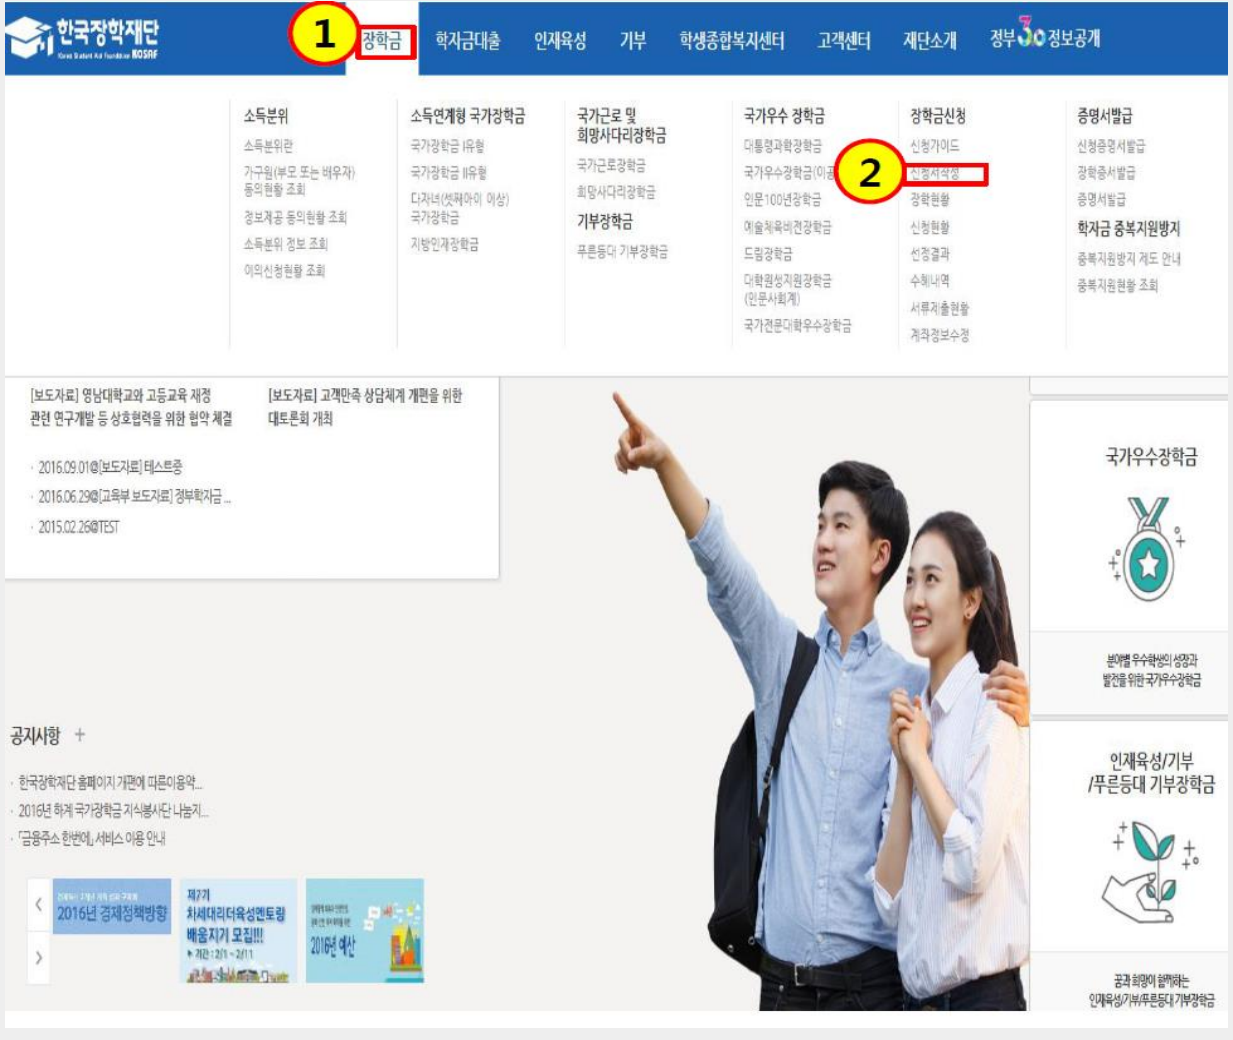 한국장학재단
Korea Student Aid Foundation KOSAF
1
장학금
학자금대출
인재육성
기부
학생종합복지센터
고객센터
재단소개
정부3.0 정보공개
소득분위
소득분위란
가구원(부모 또는 배우자)
동의현황 조회
정보제공 동의현황 조회
소득분위 정보 조회
이의신청현황 조회
소득연계형 국가장학금
국가장학금 I유형
국가장학금 II유형
다자녀(셋째아이 이상)
국가장학금
지방인재장학금
국가근로 및
희망사다리장학금
국가근로장학금
희망사다리장학금
기부장학금
푸른등대 기부장학금
국가우수 장학금
대통령과학장학금
국가우수장학금(이공
인문100년장학금
예술체육비전장학금
드림장학금
대학원생지원장학금
(인문사회계)
국가전문대학우수장학금
2
장학금신청
신청가이드
신청서작성
장학현황
신청현황
선정결과
수혜내역
서류제출현황
계좌정보수정
증명서발급
신청증명서발급
장학증서발급
증명서발급
학자금 중복지원방지
중복지원방지 제도 안내
중복지원현황 조회
[보도자료] 영남대학교와 고등교육 재정
관련 연구개발 등 상호협력을 위한 협약 체결
[보도자료] 고객만족 상담체계 개편을 위한
대토론회 개최
· 2016.09.01@[보도자료] 테스트중
· 2016.06.29@[교육부 보도자료] 정부학자금 ...
· 2015.02.26@TEST
국가우수장학금
분야별 우수학생의 성장과
발전을 위한 국가우수장학금
공지사항 +
· 한국장학재단 홈페이지 개편에 따른이용약...
· 2016년 하계 국가장학금 지식봉사단 나눔지...
· 「금융주소 한번에」 서비스 이용 안내
인재육성/기부
/푸른등대 기부장학금
꿈과 희망이 함께하는
인재육성/기부/푸른등대 기부장학금
2016년 경제정책방향
제7기
차세대리더육성멘토링
배움지기 모집!!!
▶ 기간 : 2/1 ~ 2/11
2016년 예산